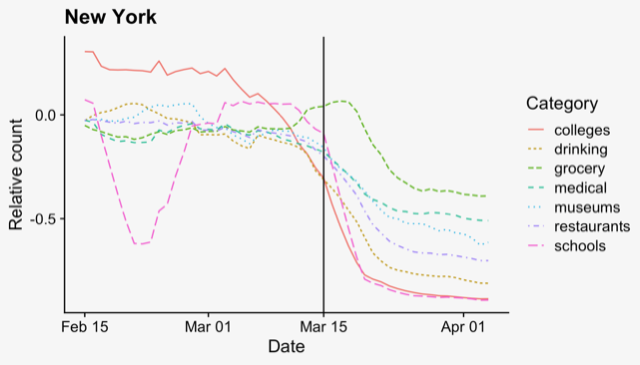 New York
Relative count
0.0
-0.5
Feb 15
Mar 01
Mar 15
Apr 01
Date
Category
colleges
drinking
grocery
medical
museums
restaurants
schools